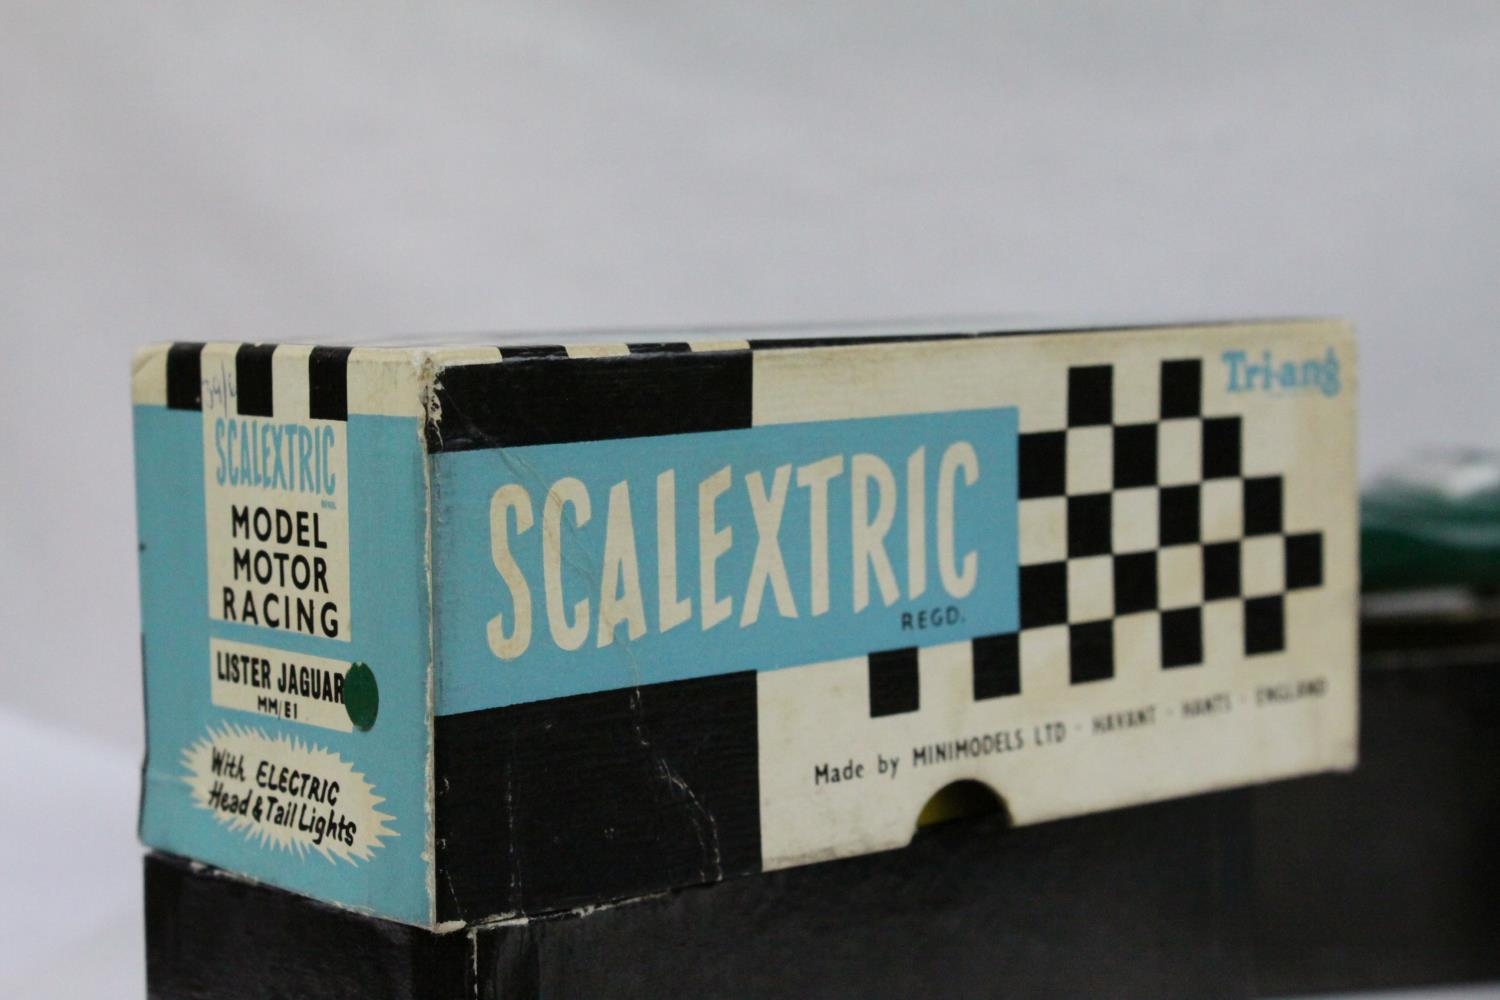 SCALEXTRIC
REGD.
MODEL
MOTOR
RACING
LISTER JAGUAR
MM/E1
With ELECTRIC
Head & Tail Lights
Tri-ang
SCALEXTRIC
REGD.
Made by MINIMODELS LTD · HAVANT · HANTS · ENGLAND